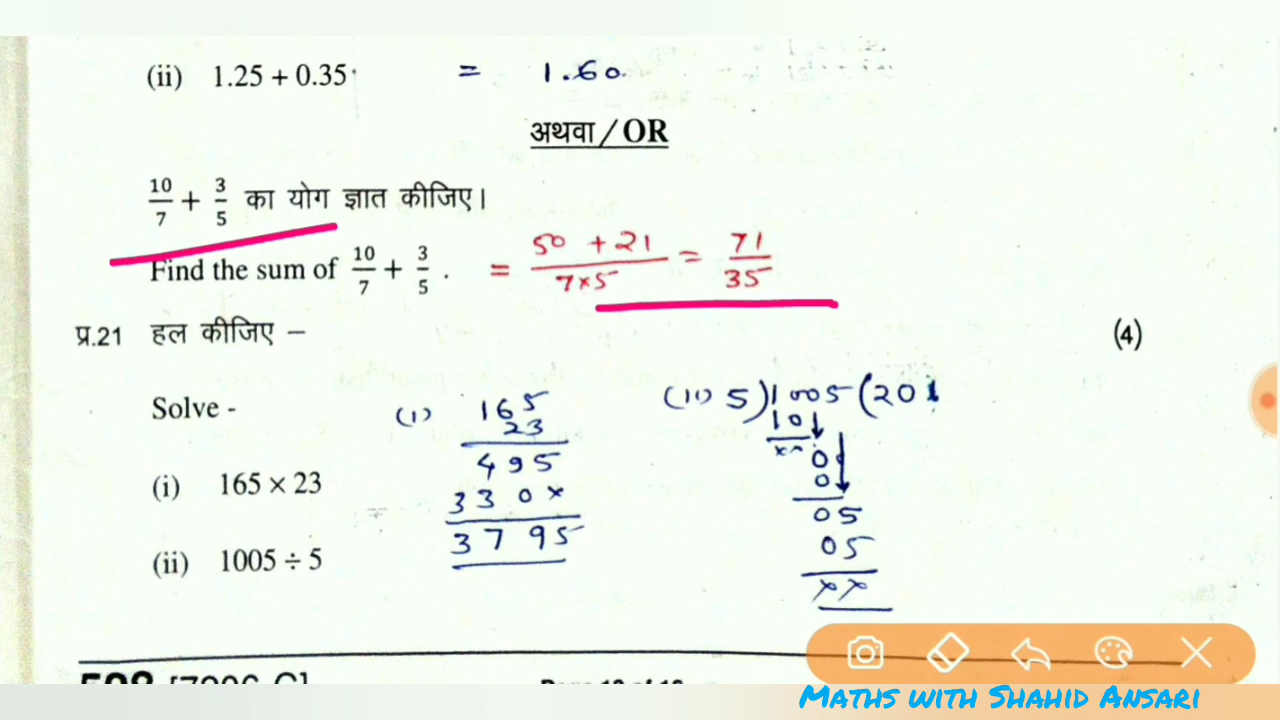 (ii) 1.25 + 0.35 = 1.60
अथवा / OR
10/7 + 3/5 का योग ज्ञात कीजिए।
Find the sum of 10/7 + 3/5 . = 50 + 21 / 7×5 = 71/35
प्र.21 हल कीजिए – (4)
Solve -
(i) 165 × 23
(ii) 1005 ÷ 5
(i) 165
23
495
330×
3795
(ii) 5)1005(201
10
××0
0
05
05
××
Maths with Shahid Ansari